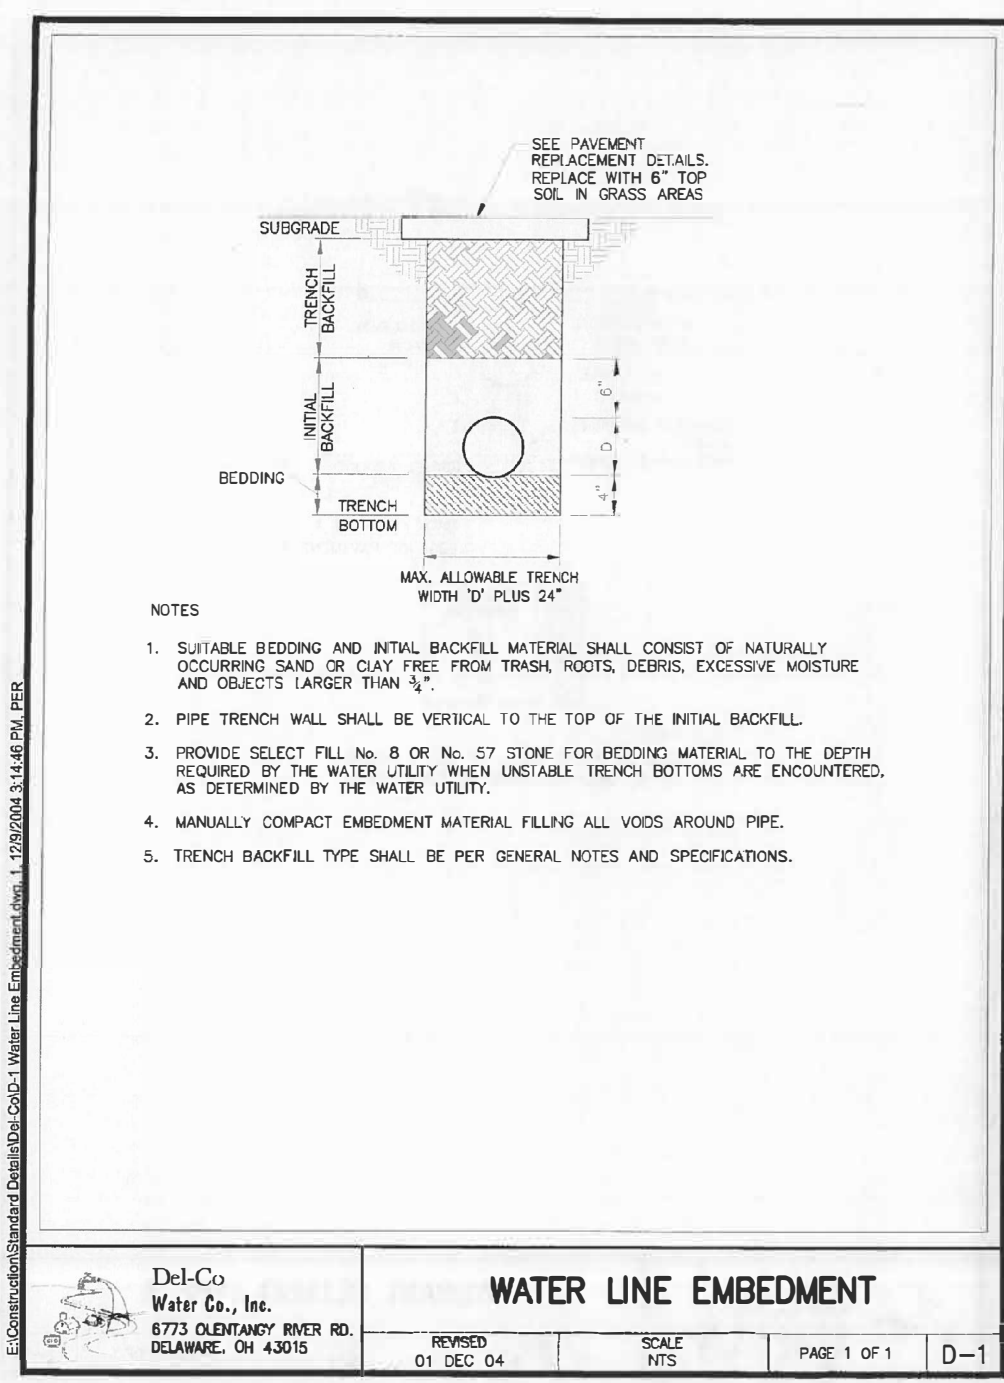 SEE PAVEMENT
REPLACEMENT DETAILS.
REPLACE WITH 6" TOP
SOIL IN GRASS AREAS
SUBGRADE
TRENCH
BACKFILL
INITIAL
BACKFILL
6"
D
4"
BEDDING
TRENCH
BOTTOM
MAX. ALLOWABLE TRENCH
WIDTH 'D' PLUS 24"
NOTES
1. SUITABLE BEDDING AND INITIAL BACKFILL MATERIAL SHALL CONSIST OF NATURALLY
OCCURRING SAND OR CLAY FREE FROM TRASH, ROOTS, DEBRIS, EXCESSIVE MOISTURE
AND OBJECTS LARGER THAN 3/4".
2. PIPE TRENCH WALL SHALL BE VERTICAL TO THE TOP OF THE INITIAL BACKFILL.
3. PROVIDE SELECT FILL No. 8 OR No. 57 STONE FOR BEDDING MATERIAL TO THE DEPTH
REQUIRED BY THE WATER UTILITY WHEN UNSTABLE TRENCH BOTTOMS ARE ENCOUNTERED,
AS DETERMINED BY THE WATER UTILITY.
4. MANUALLY COMPACT EMBEDMENT MATERIAL FILLING ALL VOIDS AROUND PIPE.
5. TRENCH BACKFILL TYPE SHALL BE PER GENERAL NOTES AND SPECIFICATIONS.
E:\Construction\Standard Details\Del-Co\D-1 Water Line Embedment.dwg, 1, 12/9/2004 3:14:46 PM, PER
Del-Co
Water Co., Inc.
6773 OLENTANGY RIVER RD.
DELAWARE, OH 43015
WATER LINE EMBEDMENT
REVISED
01 DEC 04
SCALE
NTS
PAGE 1 OF 1
D-1